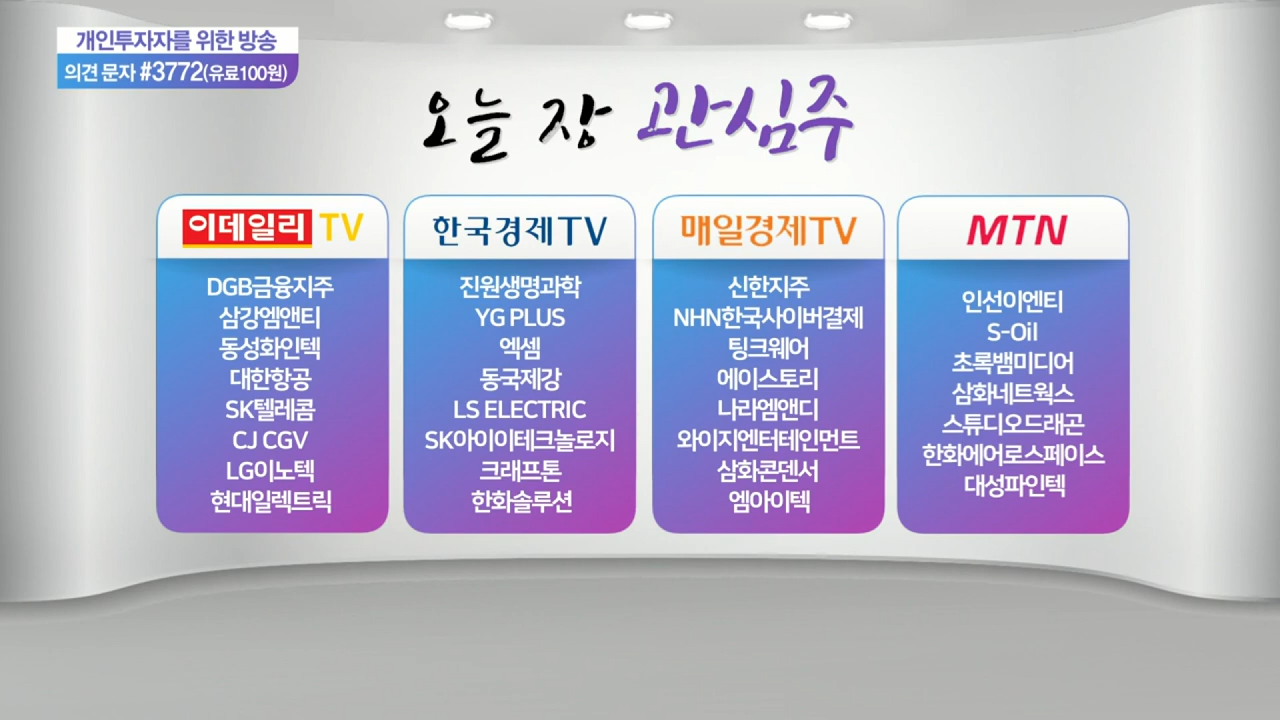 개인투자자를 위한 방송
의견 문자 #3772(유료100원)
오늘 장 관심주
이데일리 TV
DGB금융지주
삼강엠앤티
동성화인텍
대한항공
SK텔레콤
CJ CGV
LG이노텍
현대일렉트릭
한국경제TV
진원생명과학
YG PLUS
엑셈
동국제강
LS ELECTRIC
SK아이이테크놀로지
크래프톤
한화솔루션
매일경제TV
신한지주
NHN한국사이버결제
팅크웨어
에이스토리
나라엠앤디
와이지엔터테인먼트
삼화콘덴서
엠아이텍
MTN
인선이엔티
S-Oil
초록뱀미디어
삼화네트웍스
스튜디오드래곤
한화에어로스페이스
대성파인텍